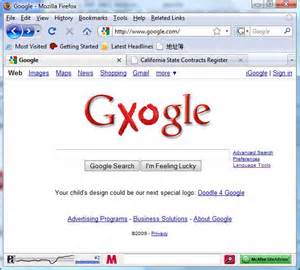 Google - Mozilla Firefox
File Edit View History Bookmarks Tools Help
http://www.google.com/
Most Visited Getting Started Latest Headlines 地址簿
Google California State Contracts Register
Web Images Maps News Shopping Gmail more iGoogle | Sign in
Gxogle
Advanced Search
Preferences
Language Tools
Google Search I'm Feeling Lucky
Your child's design could be our next special logo: Doodle 4 Google
Advertising Programs - Business Solutions - About Google
©2009 - Privacy
#2 McAfee SiteAdvisor